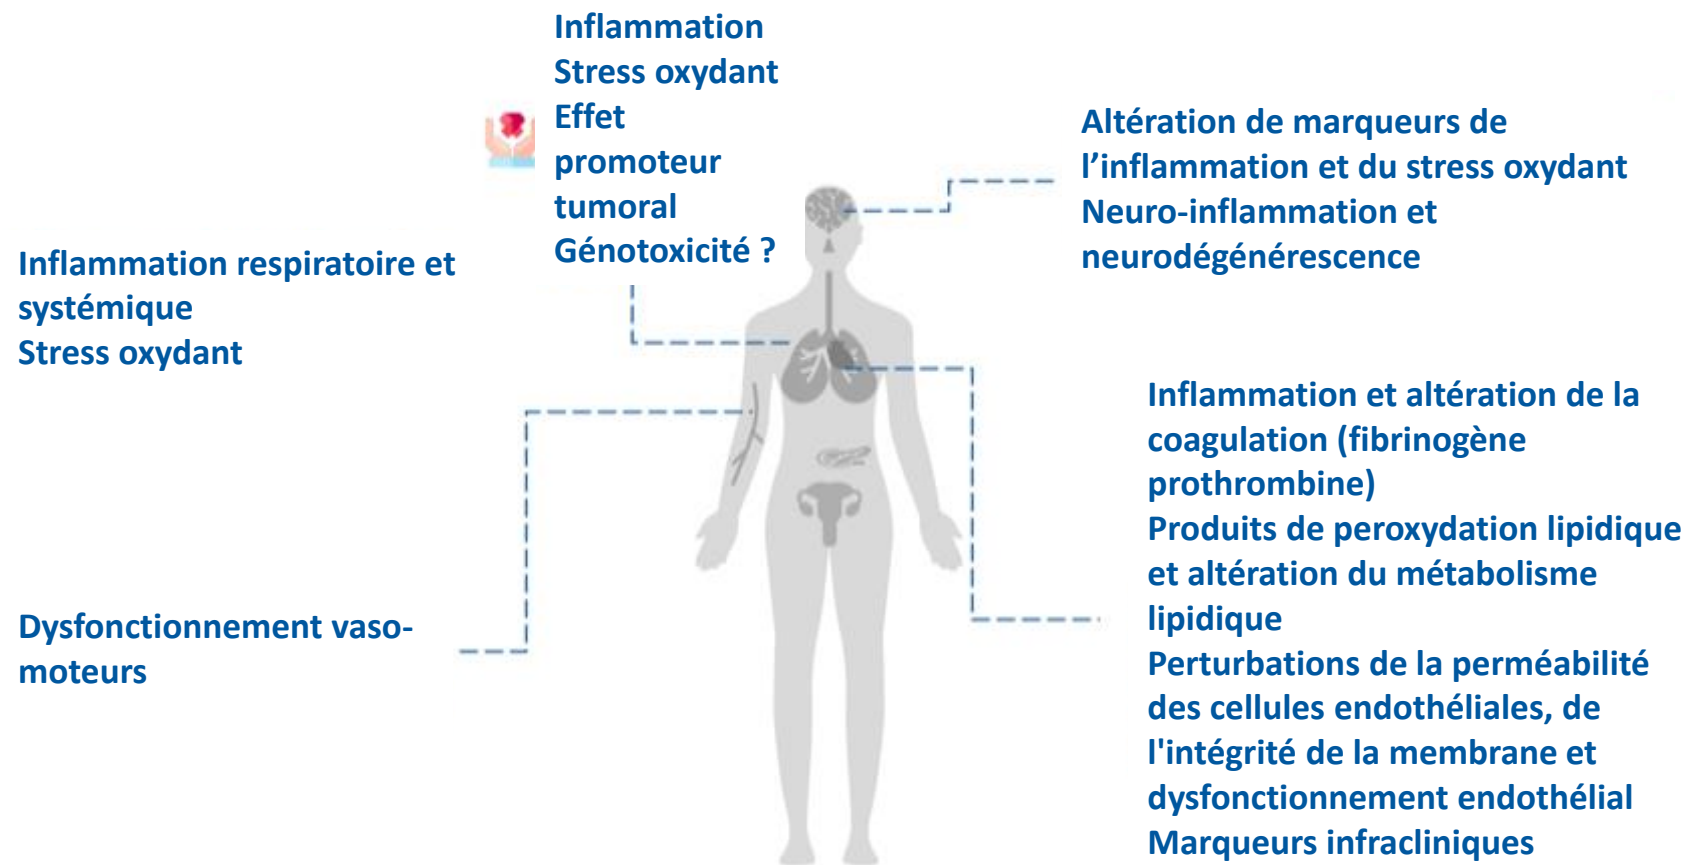 Inflammation
Stress oxydant
Effet
promoteur
tumoral
Génotoxicité ?
Altération de marqueurs de
l’inflammation et du stress oxydant
Neuro-inflammation et
neurodégénérescence
Inflammation respiratoire et
systémique
Stress oxydant
Inflammation et altération de la
coagulation (fibrinogène
prothrombine)
Produits de peroxydation lipidique
et altération du métabolisme
lipidique
Perturbations de la perméabilité
des cellules endothéliales, de
l'intégrité de la membrane et
dysfonctionnement endothélial
Marqueurs infracliniques
Dysfonctionnement vaso-
moteurs